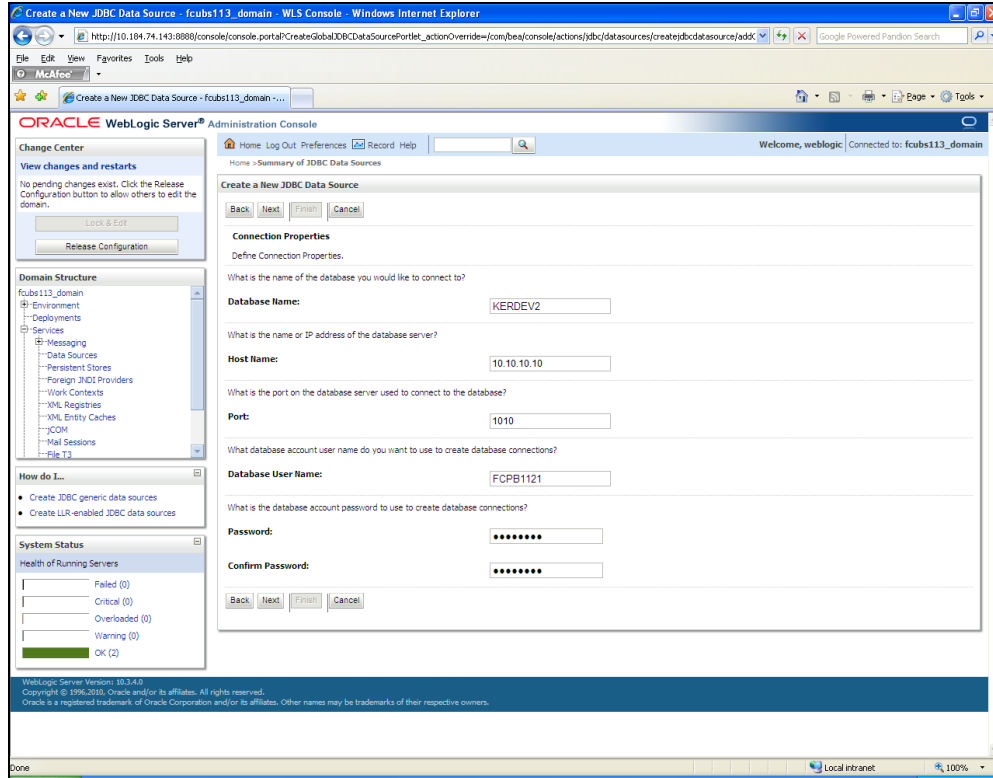 Create a New JDBC Data Source - fcubs113_domain - WLS Console - Windows Internet Explorer
http://10.184.74.143:8888/console/console.portal?CreateGlobalJDBCDataSourcePortlet_actionOverride=/com/bea/console/actions/jdbc/datasources/createjdbcdatasource/addC
Google Powered Pandion Search
File Edit View Favorites Tools Help
McAfee
Create a New JDBC Data Source - fcubs113_domain -...
Page Tools
ORACLE WebLogic Server® Administration Console
Change Center
View changes and restarts
No pending changes exist. Click the Release
Configuration button to allow others to edit the
domain.
Lock & Edit
Release Configuration
Domain Structure
fcubs113_domain
Environment
Deployments
Services
Messaging
Data Sources
Persistent Stores
Foreign JNDI Providers
Work Contexts
XML Registries
XML Entity Caches
jCOM
Mail Sessions
File T3
How do I...
Create JDBC generic data sources
Create LLR-enabled JDBC data sources
System Status
Health of Running Servers
Failed (0)
Critical (0)
Overloaded (0)
Warning (0)
OK (2)
Home Log Out Preferences Record Help
Welcome, weblogic Connected to: fcubs113_domain
Home >Summary of JDBC Data Sources
Create a New JDBC Data Source
Back Next Finish Cancel
Connection Properties
Define Connection Properties.
What is the name of the database you would like to connect to?
Database Name: KERDEV2
What is the name or IP address of the database server?
Host Name: 10.10.10.10
What is the port on the database server used to connect to the database?
Port: 1010
What database account user name do you want to use to create database connections?
Database User Name: FCPB1121
What is the database account password to use to create database connections?
Password: ●●●●●●●●
Confirm Password: ●●●●●●●●
Back Next Finish Cancel
WebLogic Server Version: 10.3.4.0
Copyright © 1996,2010, Oracle and/or its affiliates. All rights reserved.
Oracle is a registered trademark of Oracle Corporation and/or its affiliates. Other names may be trademarks of their respective owners.
Done
Local intranet
100%